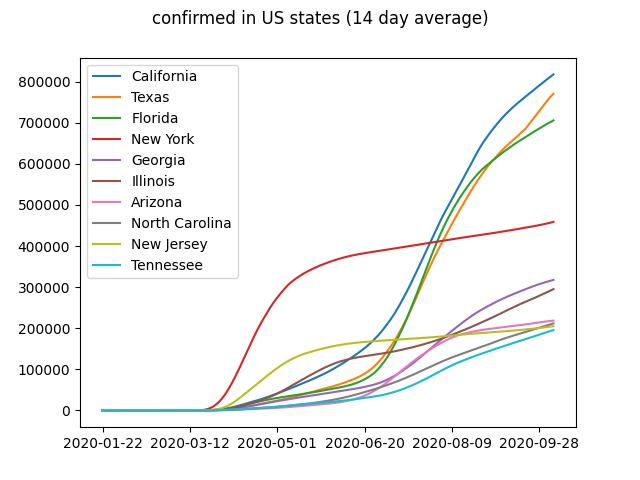 confirmed in US states (14 day average)
800000
700000
600000
500000
400000
300000
200000
100000
0
California
Texas
Florida
New York
Georgia
Illinois
Arizona
North Carolina
New Jersey
Tennessee
2020-01-22 2020-03-12 2020-05-01 2020-06-20 2020-08-09 2020-09-28